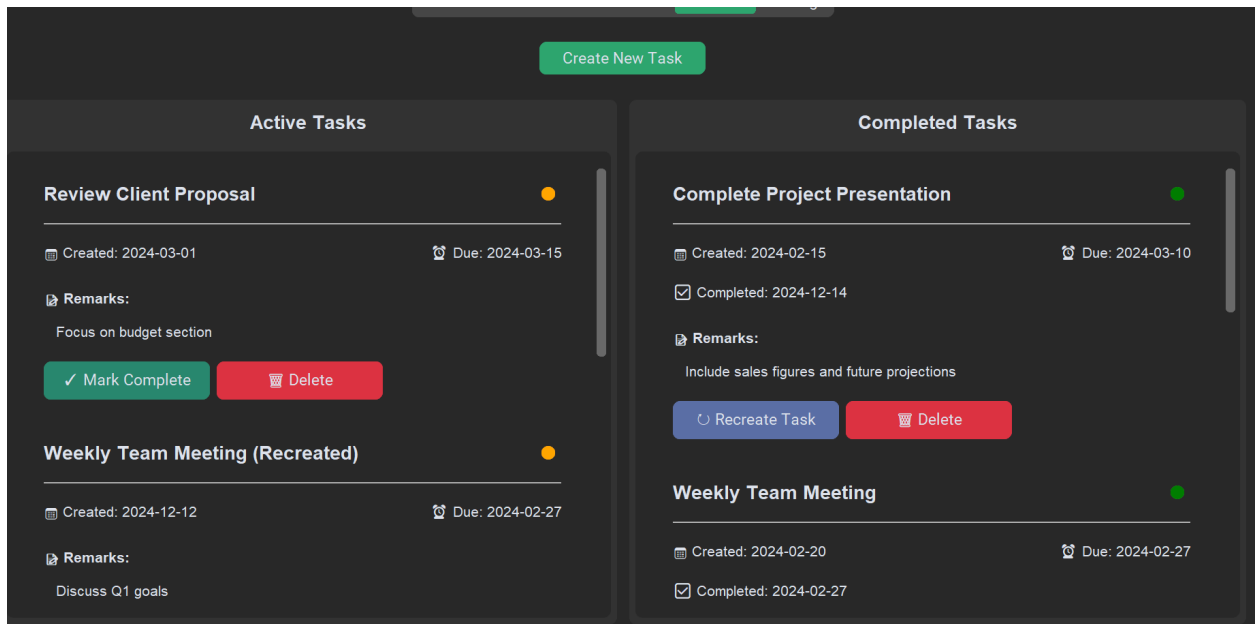 Create New Task
Active Tasks
Review Client Proposal
Created: 2024-03-01 Due: 2024-03-15
Remarks:
Focus on budget section
✓ Mark Complete Delete
Weekly Team Meeting (Recreated)
Created: 2024-12-12 Due: 2024-02-27
Remarks:
Discuss Q1 goals
Completed Tasks
Complete Project Presentation
Created: 2024-02-15 Due: 2024-03-10
Completed: 2024-12-14
Remarks:
Include sales figures and future projections
Recreate Task Delete
Weekly Team Meeting
Created: 2024-02-20 Due: 2024-02-27
Completed: 2024-02-27